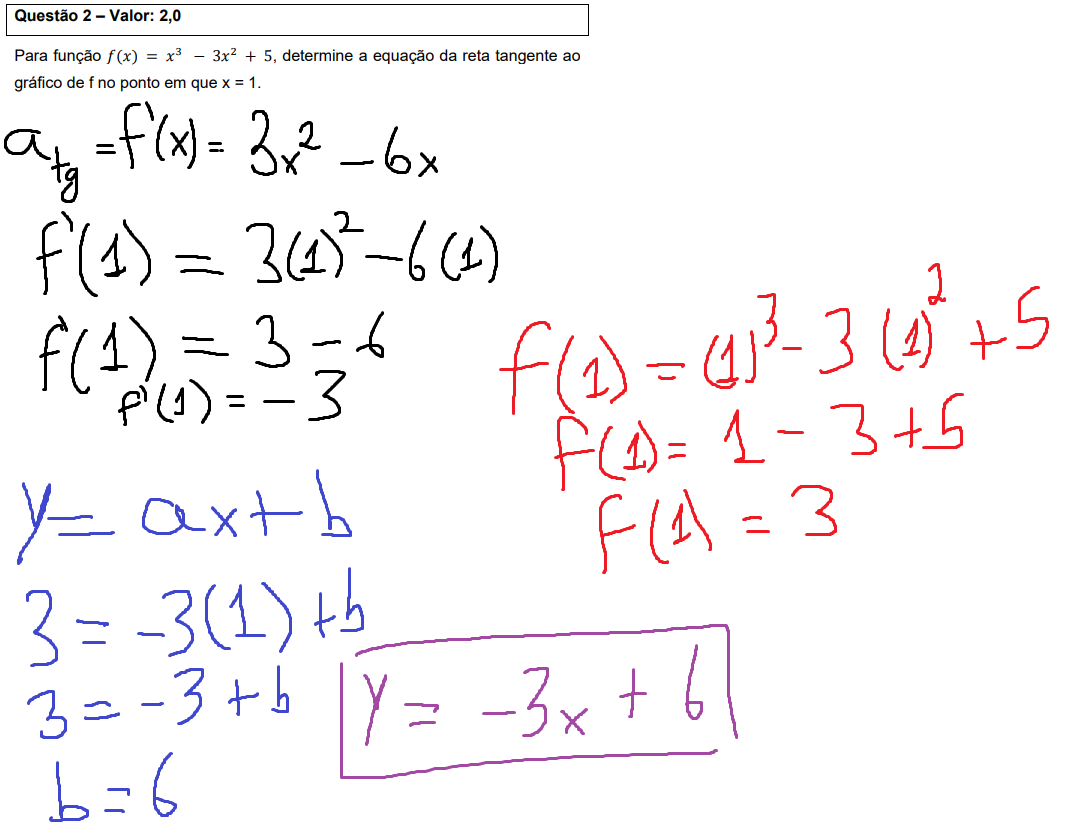 Questão 2 – Valor: 2,0
Para função f(x) = x³ − 3x² + 5, determine a equação da reta tangente ao
gráfico de f no ponto em que x = 1.
a_tg = f'(x) = 3x² - 6x
f'(1) = 3(1)² - 6(1)
f'(1) = 3 - 6
f'(1) = -3
f(1) = (1)³ - 3(1)² + 5
f(1) = 1 - 3 + 5
f(1) = 3
y = ax + b
3 = -3(1) + b
3 = -3 + b
b = 6
y = -3x + 6